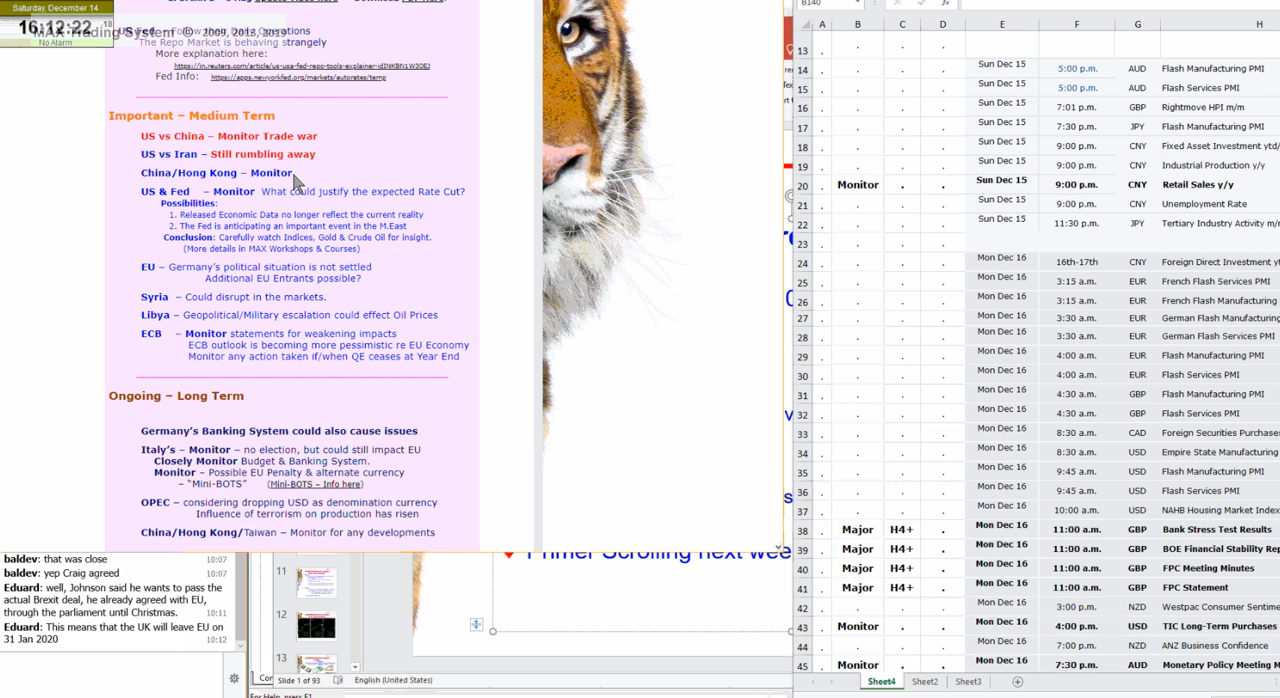 Saturday, December 14
16:12:22 18
No Alarm
MAX Trading System © 2009, 2013, 2019
The Repo Market is behaving strangely
More explanation here:
https://in.reuters.com/article/us-usa-fed-repo-tools-explainer-idINKBN1W30EJ
Fed Info: https://apps.newyorkfed.org/markets/autorates/temp
Important – Medium Term
US vs China – Monitor Trade war
US vs Iran – Still rumbling away
China/Hong Kong – Monitor
US & Fed – Monitor What could justify the expected Rate Cut?
Possibilities:
1. Released Economic Data no longer reflect the current reality
2. The Fed is anticipating an important event in the M.East
Conclusion: Carefully watch Indices, Gold & Crude Oil for insight.
(More details in MAX Workshops & Courses)
EU – Germany's political situation is not settled
Additional EU Entrants possible?
Syria – Could disrupt in the markets.
Libya – Geopolitical/Military escalation could effect Oil Prices
ECB – Monitor statements for weakening impacts
ECB outlook is becoming more pessimistic re EU Economy
Monitor any action taken if/when QE ceases at Year End
Ongoing – Long Term
Germany's Banking System could also cause issues
Italy's – Monitor – no election, but could still impact EU
Closely Monitor Budget & Banking System.
Monitor – Possible EU Penalty & alternate currency
– "Mini-BOTS" (Mini-BOTS – Info here)
OPEC – considering dropping USD as denomination currency
Influence of terrorism on production has risen
China/Hong Kong/Taiwan – Monitor for any developments
baldev: that was close 10:07
baldev: yep Craig agreed 10:07
Eduard: well, Johnson said he wants to pass the
actual Brexit deal, he already agreed with EU,
through the parliament until Christmas. 10:11
Eduard: This means that the UK will leave EU on
31 Jan 2020 10:12
Primer Scrolling next wee
11
12
13
Slide 1 of 93 English (United States)
For Help, press F1
B140 fx
A B C D E F G H
13 . . . .
14 . . . . Sun Dec 15 5:00 p.m. AUD Flash Manufacturing PMI
15 . . . . Sun Dec 15 5:00 p.m. AUD Flash Services PMI
16 . . . . Sun Dec 15 7:01 p.m. GBP Rightmove HPI m/m
17 . . . . Sun Dec 15 7:30 p.m. JPY Flash Manufacturing PMI
18 . . . . Sun Dec 15 9:00 p.m. CNY Fixed Asset Investment ytd/
19 . . . . Sun Dec 15 9:00 p.m. CNY Industrial Production y/y
20 . Monitor . . Sun Dec 15 9:00 p.m. CNY Retail Sales y/y
21 . . . . Sun Dec 15 9:00 p.m. CNY Unemployment Rate
22 . . . . Sun Dec 15 11:30 p.m. JPY Tertiary Industry Activity m/m
23 . . . .
24 . . . . Mon Dec 16 16th-17th CNY Foreign Direct Investment
25 . . . . Mon Dec 16 3:15 a.m. EUR French Flash Services PMI
26 . . . . Mon Dec 16 3:15 a.m. EUR French Flash Manufacturing
27 . . . . Mon Dec 16 3:30 a.m. EUR German Flash Manufacturing
28 . . . . Mon Dec 16 3:30 a.m. EUR German Flash Services PMI
29 . . . . Mon Dec 16 4:00 a.m. EUR Flash Manufacturing PMI
30 . . . . Mon Dec 16 4:00 a.m. EUR Flash Services PMI
31 . . . . Mon Dec 16 4:30 a.m. GBP Flash Manufacturing PMI
32 . . . . Mon Dec 16 4:30 a.m. GBP Flash Services PMI
33 . . . . Mon Dec 16 8:30 a.m. CAD Foreign Securities Purchases
34 . . . . Mon Dec 16 8:30 a.m. USD Empire State Manufacturing
35 . . . . Mon Dec 16 9:45 a.m. USD Flash Manufacturing PMI
36 . . . . Mon Dec 16 9:45 a.m. USD Flash Services PMI
37 . . . . Mon Dec 16 10:00 a.m. USD NAHB Housing Market Index
38 . Major H4+ . Mon Dec 16 11:00 a.m. GBP Bank Stress Test Results
39 . Major H4+ . Mon Dec 16 11:00 a.m. GBP BOE Financial Stability Re
40 . Major H4+ . Mon Dec 16 11:00 a.m. GBP FPC Meeting Minutes
41 . Major H4+ . Mon Dec 16 11:00 a.m. GBP FPC Statement
42 . . . . Mon Dec 16 3:00 p.m. NZD Westpac Consumer Sentime
43 . Monitor . . Mon Dec 16 4:00 p.m. USD TIC Long-Term Purchases
44 . . . . Mon Dec 16 7:00 p.m. NZD ANZ Business Confidence
45 . Monitor . . Mon Dec 16 7:30 p.m. AUD Monetary Policy Meeting M
Sheet4 Sheet2 Sheet3